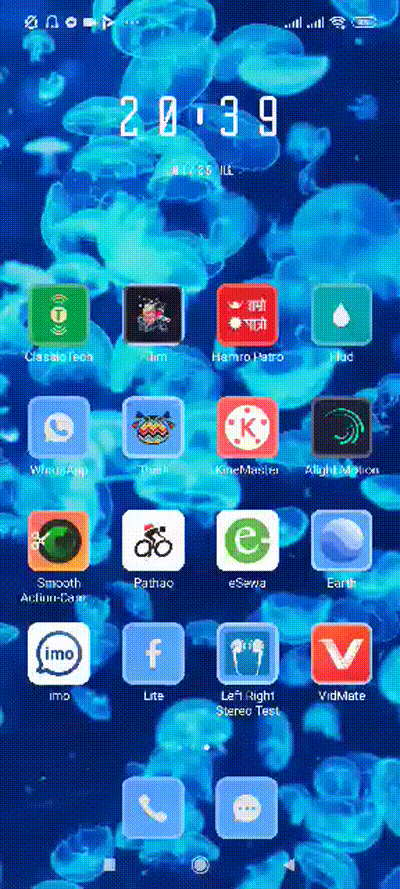 20:39
ClassicTech
Hamro Patro
हाम्रो
पात्रो
WhatsApp
KineMaster
Alight Motion
K
Smooth
Action-Cam
Pathao
eSewa
Earth
imo
imo
Lite
Left Right
Stereo Test
VidMate